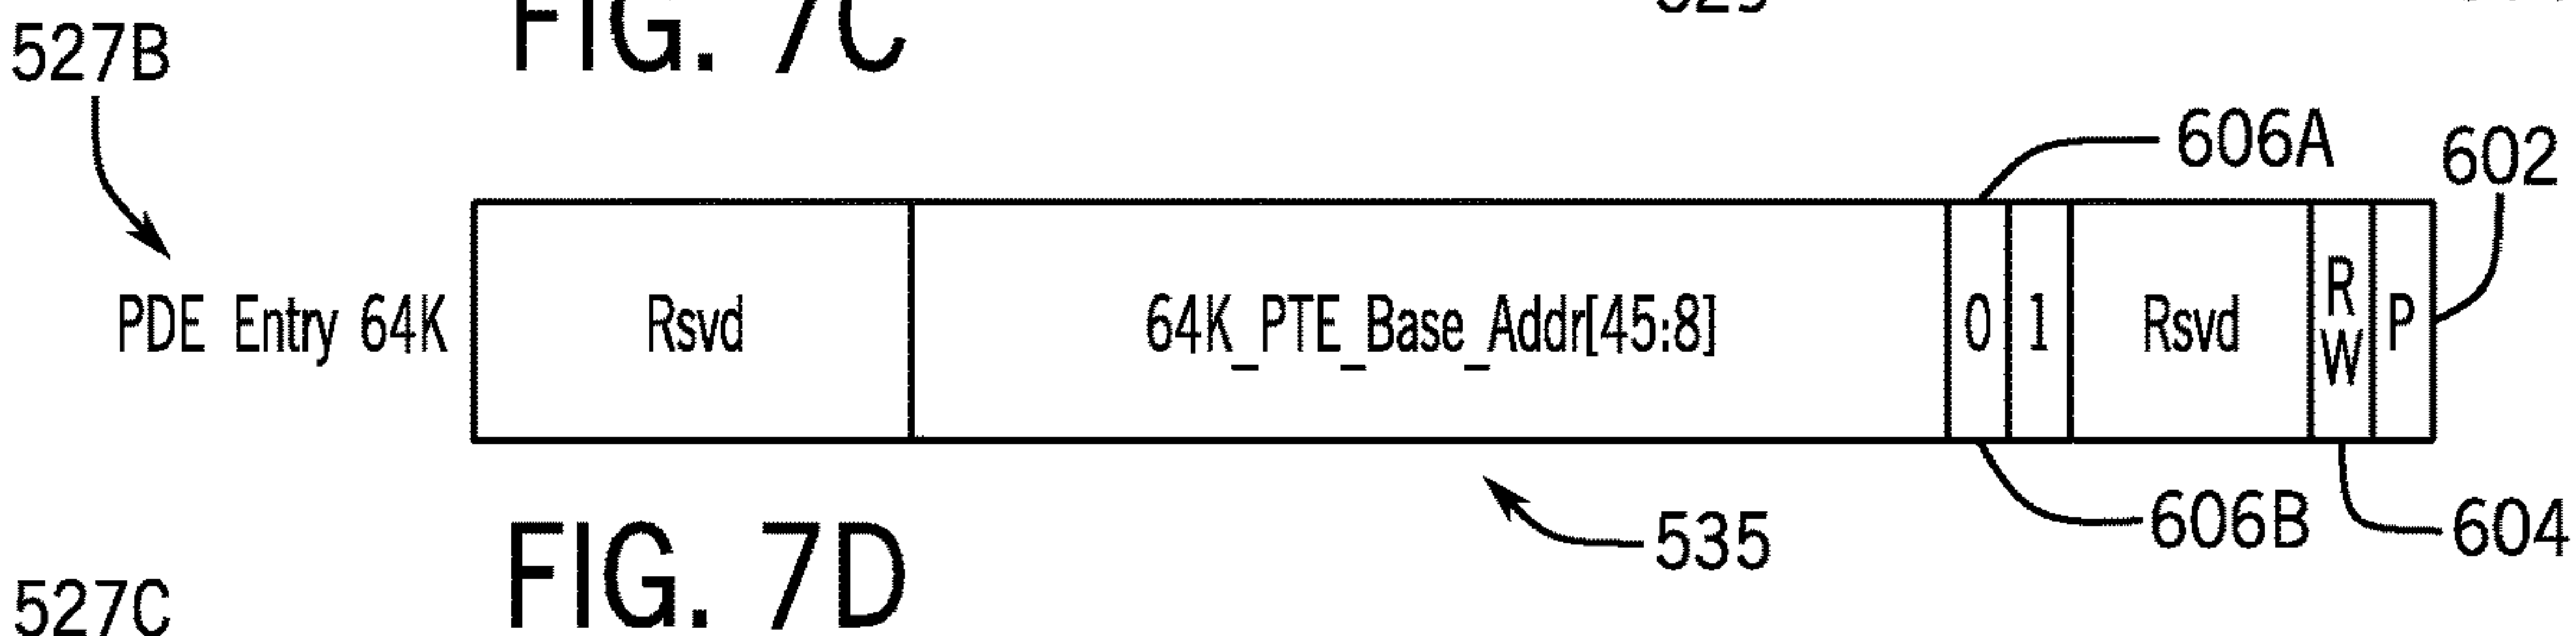 527B
FIG. 7C
529
606A
602
PDE Entry 64K
Rsvd
64K_PTE_Base_Addr[45:8]
0
1
Rsvd
R
W
P
606B
604
535
FIG. 7D
527C